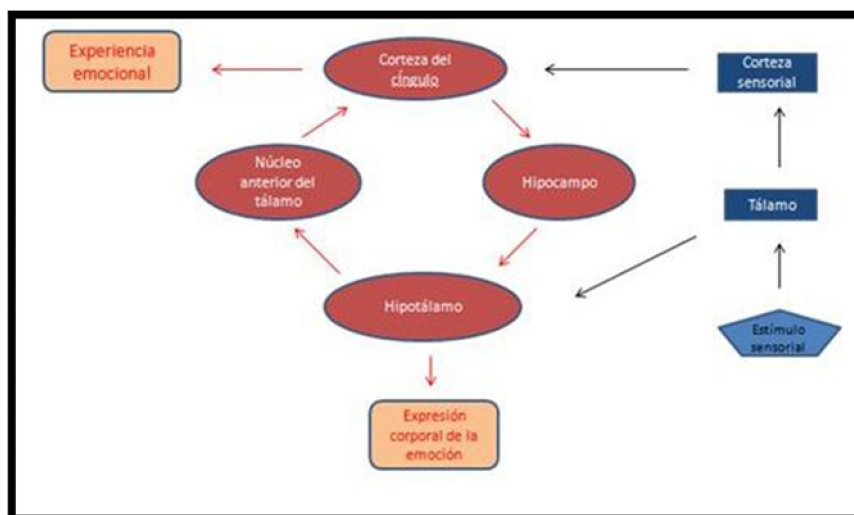 Experiencia
emocional
Corteza del
cíngulo
Corteza
sensorial
Núcleo
anterior del
tálamo
Hipocampo
Tálamo
Hipotálamo
Estímulo
sensorial
Expresión
corporal de la
emoción